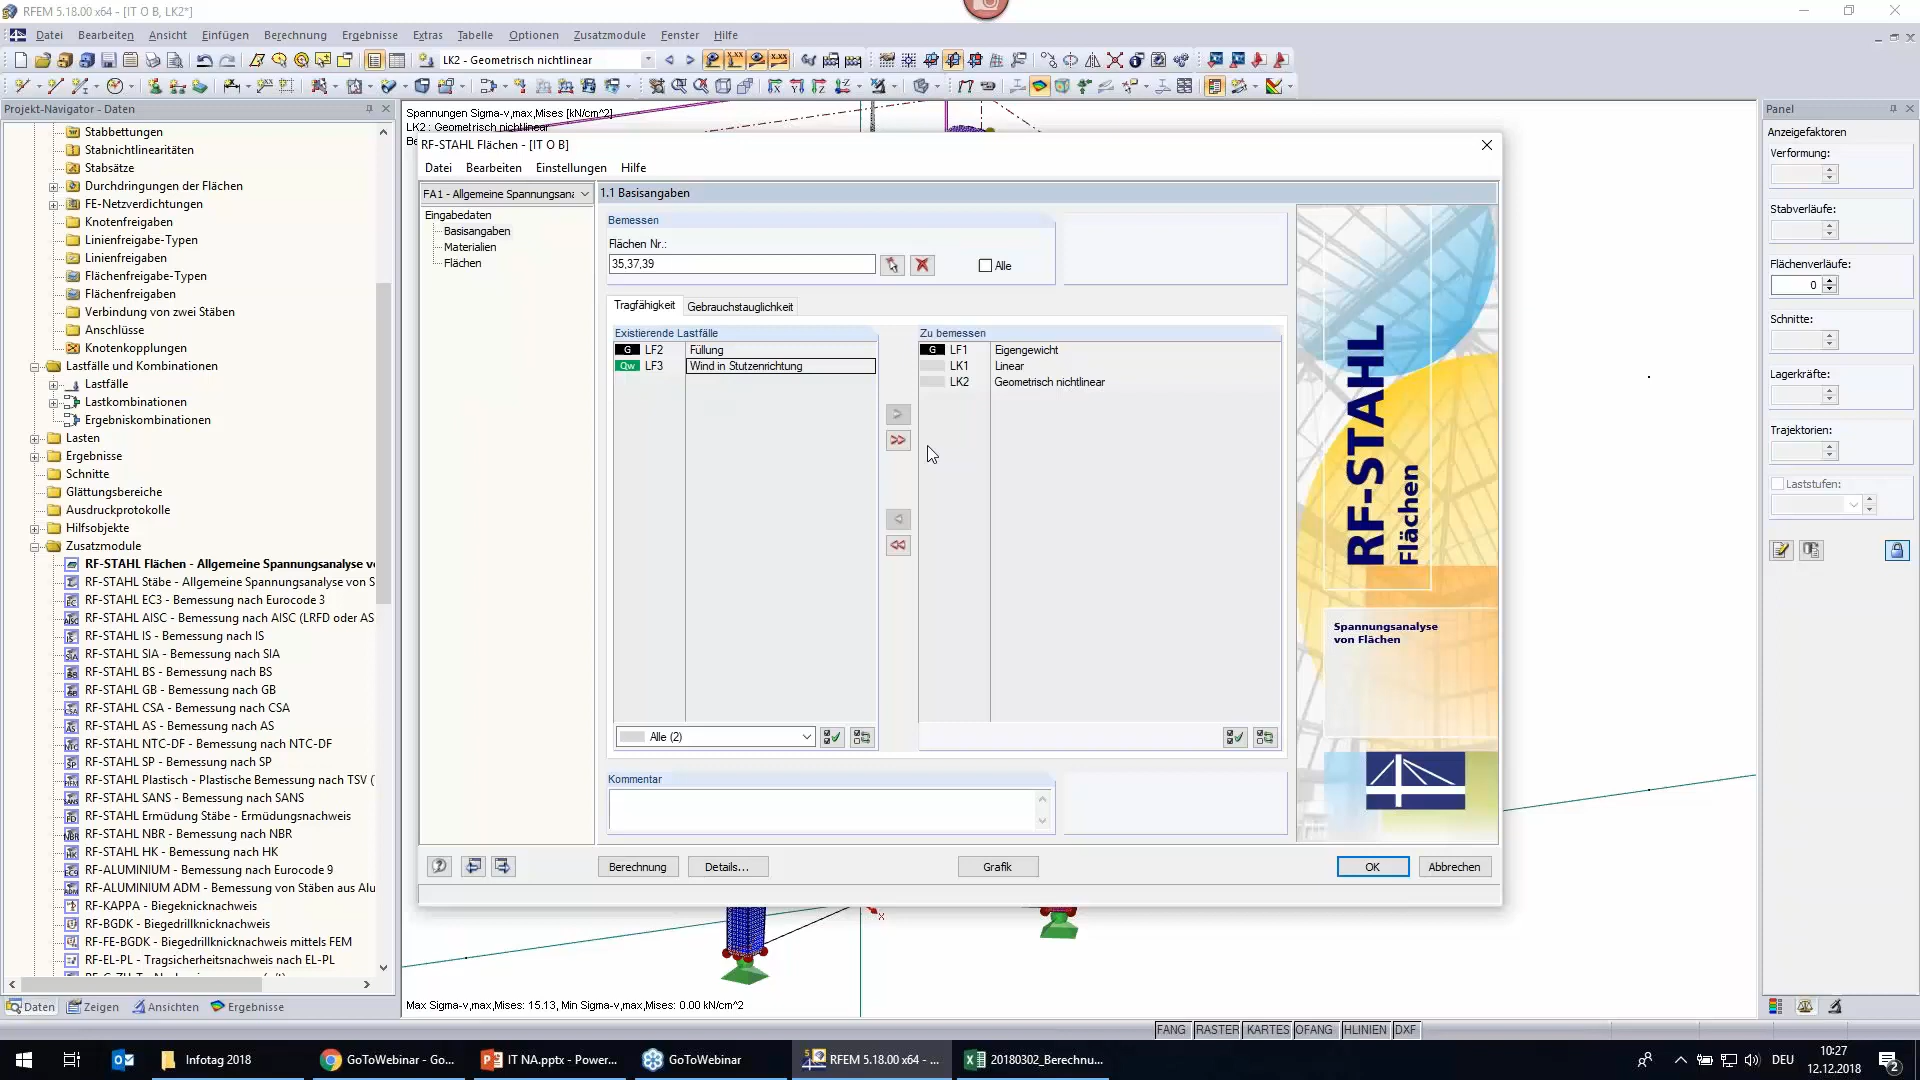 RFEM 5.18.00 x64 - [IT O B, LK2*]
Datei Bearbeiten Ansicht Einfügen Berechnung Ergebnisse Extras Tabelle Optionen Zusatzmodule Fenster Hilfe
LK2 - Geometrisch nichtlinear
Projekt-Navigator - Daten
Stabbettungen
Stabnichtlinearitäten
Stabsätze
Durchdringungen der Flächen
FE-Netzverdichtungen
Knotenfreigaben
Linienfreigabe-Typen
Linienfreigaben
Flächenfreigabe-Typen
Flächenfreigaben
Verbindung von zwei Stäben
Anschlüsse
Knotenkopplungen
Lastfälle und Kombinationen
Lastfälle
Lastkombinationen
Ergebniskombinationen
Lasten
Ergebnisse
Schnitte
Glättungsbereiche
Ausdruckprotokolle
Hilfsobjekte
Zusatzmodule
RF-STAHL Flächen - Allgemeine Spannungsanalyse v
RF-STAHL Stäbe - Allgemeine Spannungsanalyse von S
RF-STAHL EC3 - Bemessung nach Eurocode 3
RF-STAHL AISC - Bemessung nach AISC (LRFD oder AS
RF-STAHL IS - Bemessung nach IS
RF-STAHL SIA - Bemessung nach SIA
RF-STAHL BS - Bemessung nach BS
RF-STAHL GB - Bemessung nach GB
RF-STAHL CSA - Bemessung nach CSA
RF-STAHL AS - Bemessung nach AS
RF-STAHL NTC-DF - Bemessung nach NTC-DF
RF-STAHL SP - Bemessung nach SP
RF-STAHL Plastisch - Plastische Bemessung nach TSV (
RF-STAHL SANS - Bemessung nach SANS
RF-STAHL Ermüdung Stäbe - Ermüdungsnachweis
RF-STAHL NBR - Bemessung nach NBR
RF-STAHL HK - Bemessung nach HK
RF-ALUMINIUM - Bemessung nach Eurocode 9
RF-ALUMINIUM ADM - Bemessung von Stäben aus Alu
RF-KAPPA - Biegeknicknachweis
RF-BGDK - Biegedrillknicknachweis
RF-FE-BGDK - Biegedrillknicknachweis mittels FEM
RF-EL-PL - Tragsicherheitsnachweis nach EL-PL
Daten Zeigen Ansichten Ergebnisse
Spannungen Sigma-v,max,Mises [kN/cm^2]
LK2 : Geometrisch nichtlinear
RF-STAHL Flächen - [IT O B]
Datei Bearbeiten Einstellungen Hilfe
FA1 - Allgemeine Spannungsana
Eingabedaten
Basisangaben
Materialien
Flächen
1.1 Basisangaben
Bemessen
Flächen Nr.:
35,37,39
Alle
Tragfähigkeit Gebrauchstauglichkeit
Existierende Lastfälle
G LF2 Füllung
Qw LF3 Wind in Stutzenrichtung
Alle (2)
> 
>>
<
<<
Zu bemessen
G LF1 Eigengewicht
LK1 Linear
LK2 Geometrisch nichtlinear
Kommentar
Berechnung Details... Grafik OK Abbrechen
RF-STAHL
Flächen
Spannungsanalyse
von Flächen
x
Max Sigma-v,max,Mises: 15.13, Min Sigma-v,max,Mises: 0.00 kN/cm^2
Panel
Anzeigefaktoren
Verformung:
Stabverläufe:
Flächenverläufe:
0
Schnitte:
Lagerkräfte:
Trajektorien:
Laststufen:
FANG RASTER KARTES OFANG HLINIEN DXF
Infotag 2018
GoToWebinar - Go...
IT NA.pptx - Power...
GoToWebinar
RFEM 5.18.00 x64 - ...
20180302_Berechnu...
DEU
10:27
12.12.2018
2